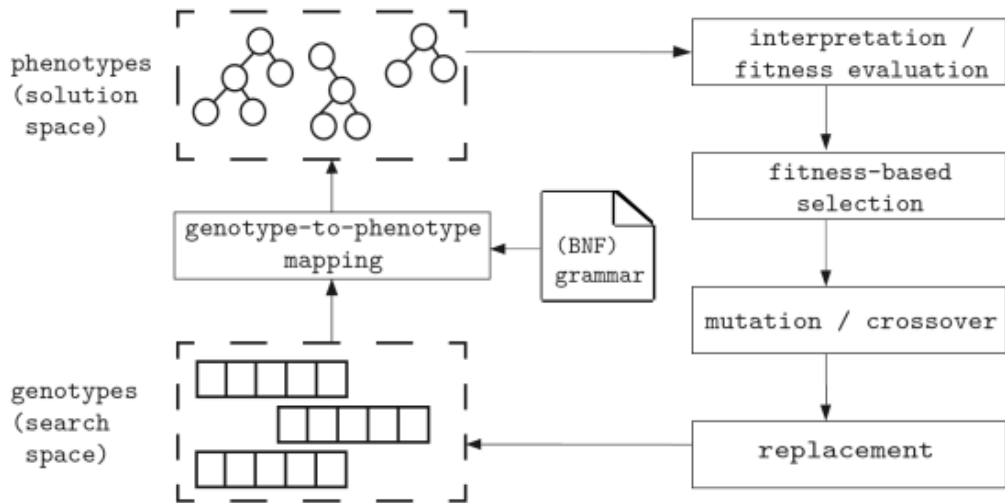 phenotypes
(solution
space)
interpretation /
fitness evaluation
fitness-based
selection
genotype-to-phenotype
mapping
(BNF)
grammar
mutation / crossover
genotypes
(search
space)
replacement